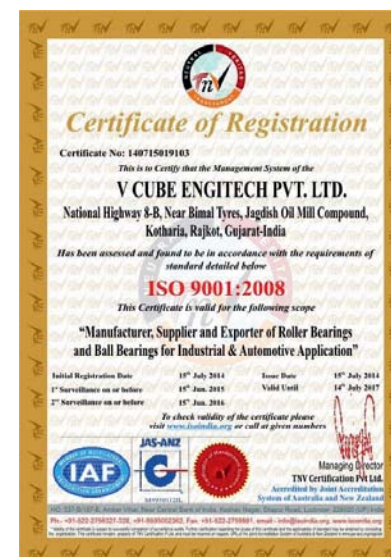 Certificate of Registration
Certificate No: 140715019103
This is to Certify that the Management System of the
V CUBE ENGITECH PVT. LTD.
National Highway 8-B, Near Bimal Tyres, Jagdish Oil Mill Compound,
Kotharia, Rajkot, Gujarat-India
Has been assessed and found to be in accordance with the requirements of
standard detailed below
ISO 9001:2008
This Certificate is valid for the following scope
“Manufacturer, Supplier and Exporter of Roller Bearings
and Ball Bearings for Industrial & Automotive Application”
Initial Registration Date 15th July 2014 Issue Date 15th July 2014
1st Surveillance on or before 15th Jun. 2015 Valid Until 14th July 2017
2nd Surveillance on or before 15th Jun. 2016
To check validity of the certificate please
visit www.isoindia.org or call at given numbers
JAS-ANZ
IAF
Managing Director
TNV Certification Pvt Ltd.
Accredited by Joint Accreditation
System of Australia and New Zealand